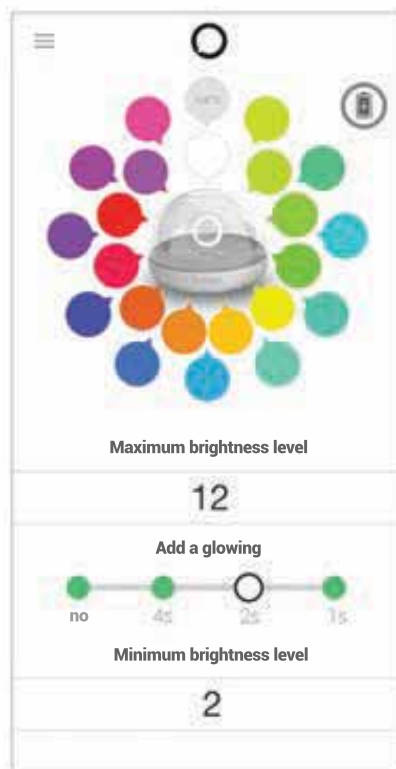 Maximum brightness level
12
Add a glowing
no 4s 2s 1s
Minimum brightness level
2